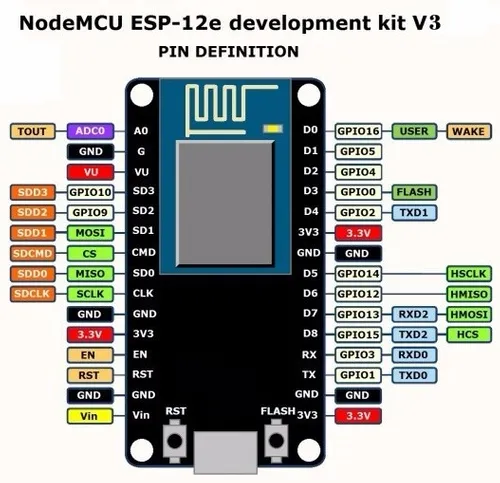 NodeMCU ESP-12e development kit V3
PIN DEFINITION
TOUT ADC0 A0 D0 GPIO16 USER WAKE
GND G D1 GPIO5
VU VU D2 GPIO4
SDD3 GPIO10 SD3 D3 GPIO0 FLASH
SDD2 GPIO9 SD2 D4 GPIO2 TXD1
SDD1 MOSI SD1 3V3 3.3V
SDCMD CS CMD GND GND
SDD0 MISO SD0 D5 GPIO14 HSCLK
SDCLK SCLK CLK D6 GPIO12 HMISO
GND GND D7 GPIO13 RXD2 HMOSI
3.3V 3V3 D8 GPIO15 TXD2 HCS
EN EN RX GPIO3 RXD0
RST RST TX GPIO1 TXD0
GND GND GND GND
Vin Vin RST FLASH 3V3 3.3V